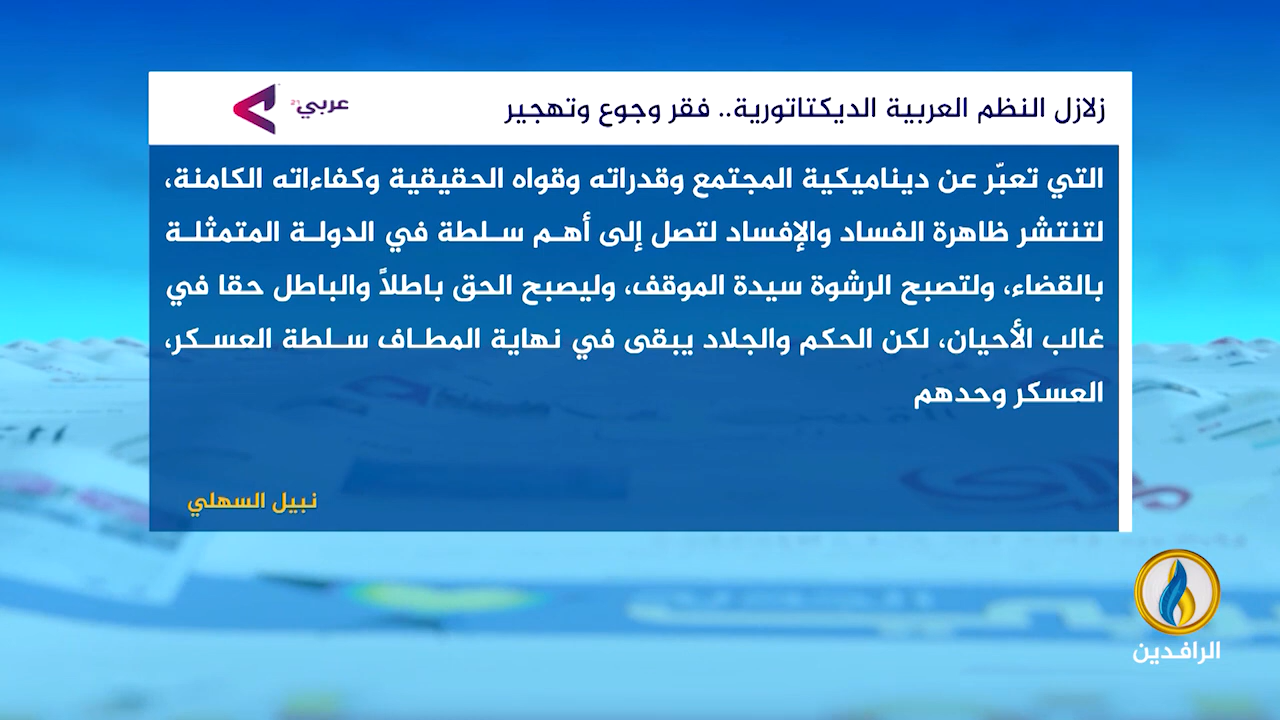 زلازل النظم العربية الديكتاتورية.. فقر وجوع وتهجير
عربي21
التي تعبّر عن ديناميكية المجتمع وقدراته وقواه الحقيقية وكفاءاته الكامنة،
لتنتشر ظاهرة الفساد والإفساد لتصل إلى أهم سلطة في الدولة المتمثلة
بالقضاء، ولتصبح الرشوة سيدة الموقف، وليصبح الحق باطلاً والباطل حقا في
غالب الأحيان، لكن الحكم والجلاد يبقى في نهاية المطاف سلطة العسكر،
العسكر وحدهم
نبيل السهلي
الرافدين